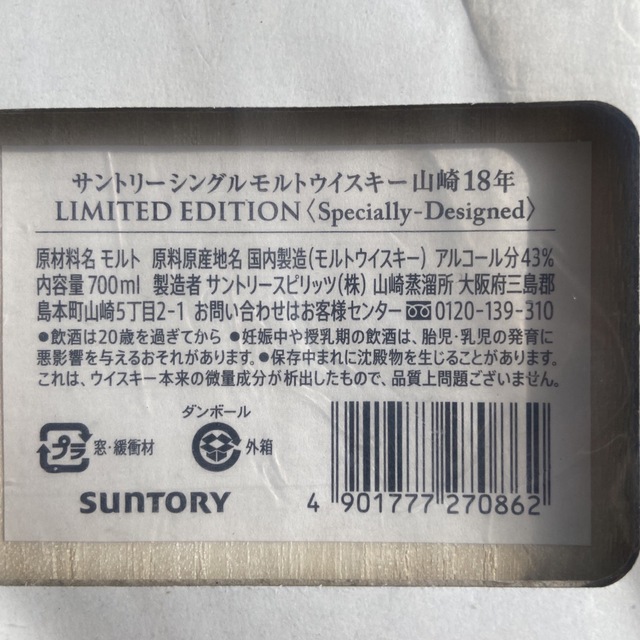 サントリーシングルモルトウイスキー山崎18年
LIMITED EDITION〈Specially-Designed〉
原材料名 モルト 原料原産地名 国内製造(モルトウイスキー) アルコール分43%
内容量700ml 製造者 サントリースピリッツ(株) 山崎蒸溜所 大阪府三島郡
島本町山崎5丁目2-1 お問い合わせはお客様センター 0120-139-310
●飲酒は20歳を過ぎてから ●妊娠中や授乳期の飲酒は、胎児・乳児の発育に
悪影響を与えるおそれがあります。●保存中まれに沈殿物を生じることがあります。
これは、ウイスキー本来の微量成分が析出したもので、品質上問題ございません。
プラ 窓・緩衝材
ダンボール
外箱
SUNTORY
4 901777 270862